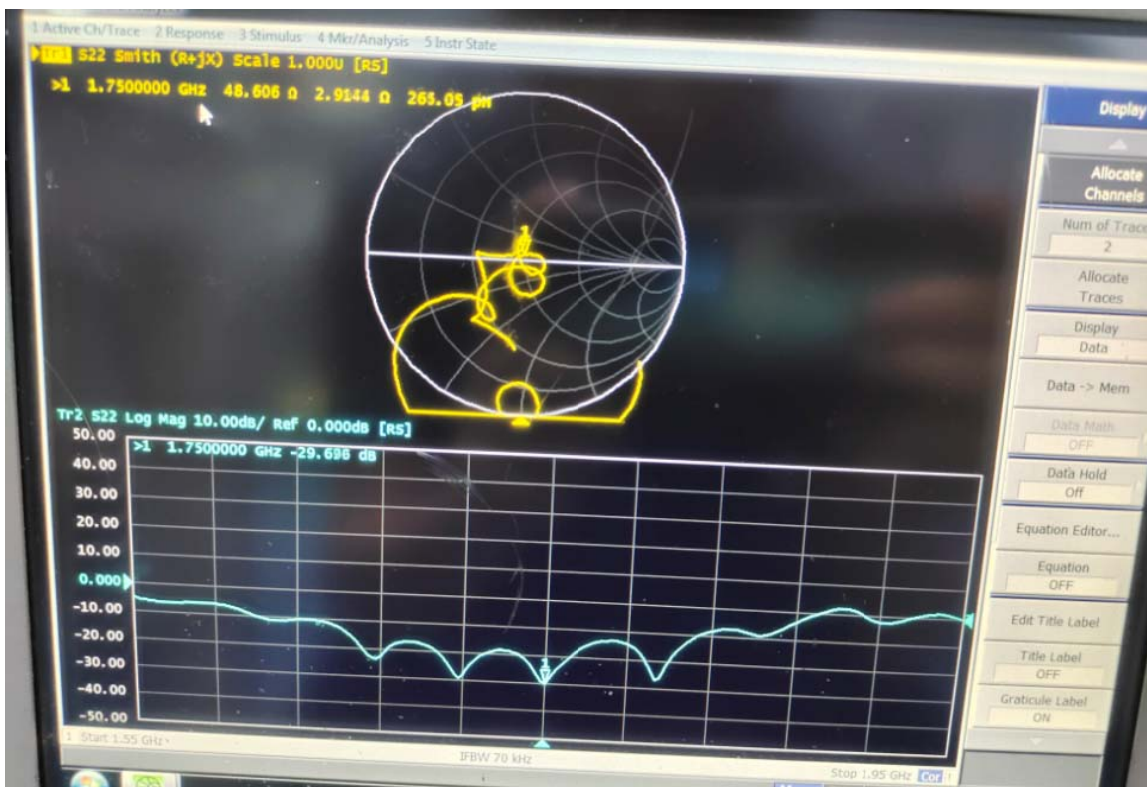 1 Active Ch/Trace 2 Response 3 Stimulus 4 Mkr/Analysis 5 Instr State
Tr1 S22 Smith (R+jX) Scale 1.000U [RS]
>1 1.7500000 GHz 48.606 Ω 2.9144 Ω 265.05 pH
1
Tr2 S22 Log Mag 10.00dB/ Ref 0.000dB [RS]
50.00
>1 1.7500000 GHz -29.696 dB
40.00
30.00
20.00
10.00
0.000
-10.00
-20.00
-30.00
-40.00
-50.00
1
1 Start 1.55 GHz
IFBW 70 kHz
Stop 1.95 GHz Cor !
Display
Allocate
Channels
Num of Trace
2
Allocate
Traces
Display
Data
Data -> Mem
Data Math
OFF
Data Hold
Off
Equation Editor...
Equation
OFF
Edit Title Label
Title Label
OFF
Graticule Label
ON